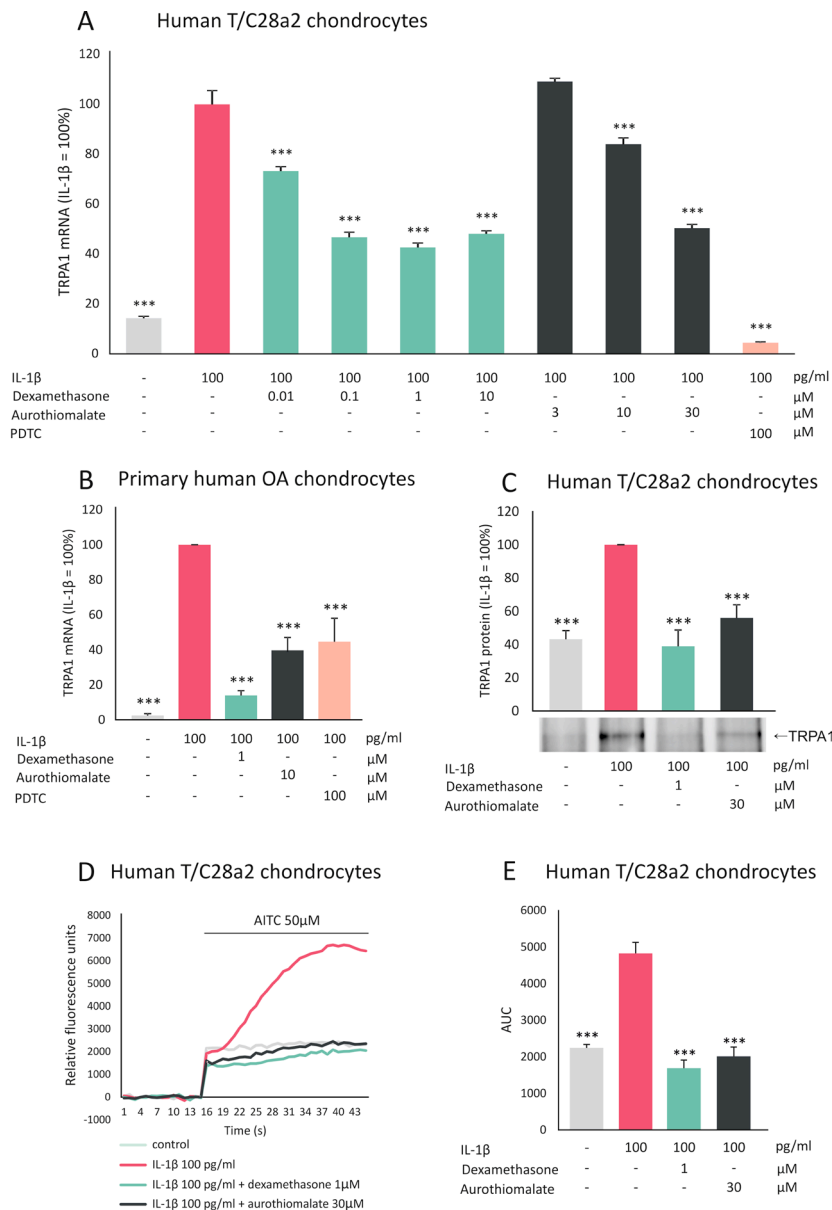 A Human T/C28a2 chondrocytes
TRPA1 mRNA (IL-1β = 100%)
120
100
80
60
40
20
0
*** *** *** *** *** *** *** ***
IL-1β - 100 100 100 100 100 100 100 100 100 pg/ml
Dexamethasone - - 0.01 0.1 1 10 - - - - μM
Aurothiomalate - - - - - - 3 10 30 - μM
PDTC - - - - - - - - - 100 μM
B Primary human OA chondrocytes
TRPA1 mRNA (IL-1β = 100%)
120
100
80
60
40
20
0
*** *** *** ***
IL-1β - 100 100 100 100 pg/ml
Dexamethasone - - 1 - - μM
Aurothiomalate - - - 10 - μM
PDTC - - - - 100 μM
C Human T/C28a2 chondrocytes
TRPA1 protein (IL-1β = 100%)
120
100
80
60
40
20
0
*** *** ***
←TRPA1
IL-1β - 100 100 100 pg/ml
Dexamethasone - - 1 - μM
Aurothiomalate - - - 30 μM
D Human T/C28a2 chondrocytes
Relative fluorescence units
8000
7000
6000
5000
4000
3000
2000
1000
0
-1000
AITC 50μM
1 4 7 10 13 16 19 22 25 28 31 34 37 40 43
Time (s)
control
IL-1β 100 pg/ml
IL-1β 100 pg/ml + dexamethasone 1μM
IL-1β 100 pg/ml + aurothiomalate 30μM
E Human T/C28a2 chondrocytes
AUC
6000
5000
4000
3000
2000
1000
0
*** *** ***
IL-1β - 100 100 100 pg/ml
Dexamethasone - - 1 - μM
Aurothiomalate - - - 30 μM